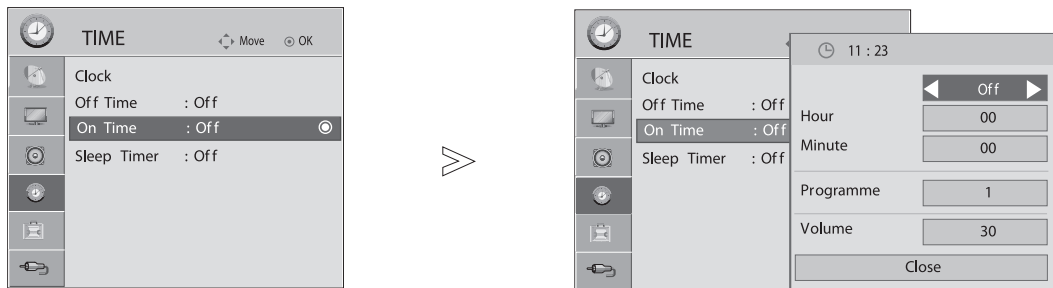 TIME
Move OK
Clock
Off Time : Off
On Time : Off
Sleep Timer : Off
TIME
Clock
Off Time : Off
On Time : Off
Sleep Timer : Off
11 : 23
Off
Hour 00
Minute 00
Programme 1
Volume 30
Close